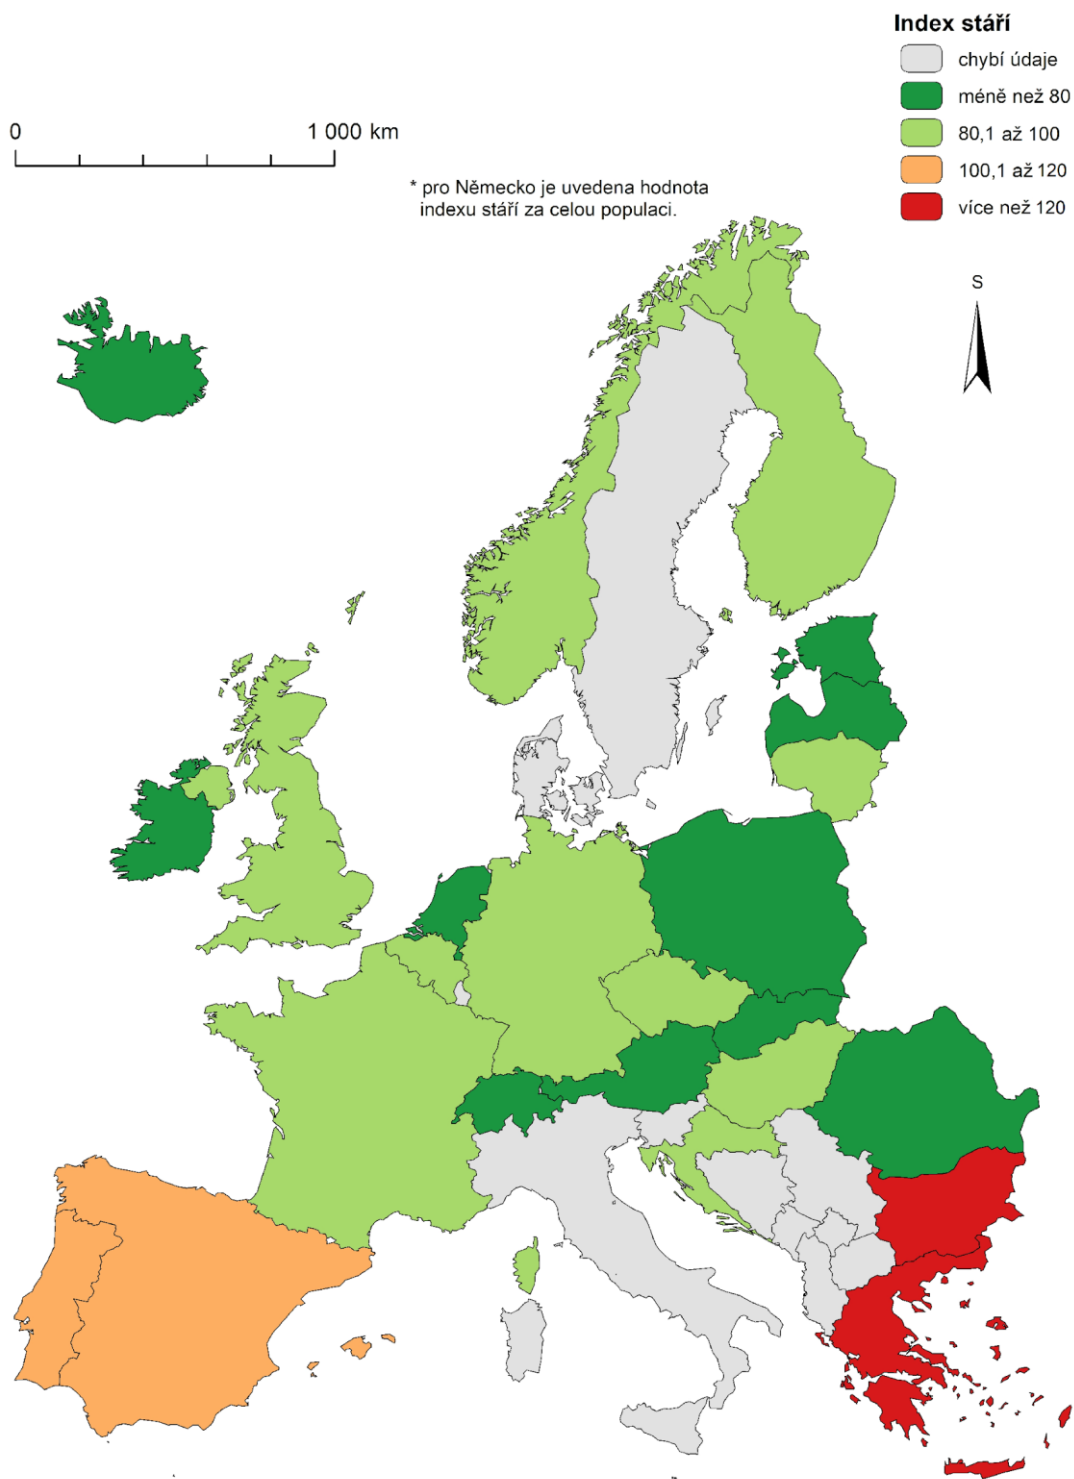 Index stáří
chybí údaje
méně než 80
80,1 až 100
100,1 až 120
více než 120
0 1 000 km
* pro Německo je uvedena hodnota
indexu stáří za celou populaci.
S